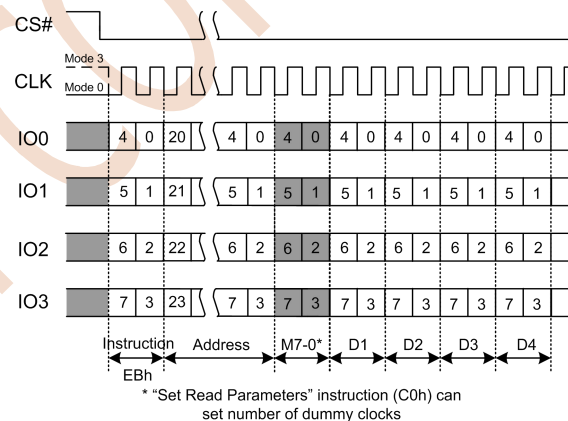 CS#
Mode 3
CLK
Mode 0
IO0 4 0 20 4 0 4 0 4 0 4 0 4 0 4 0
IO1 5 1 21 5 1 5 1 5 1 5 1 5 1 5 1
IO2 6 2 22 6 2 6 2 6 2 6 2 6 2 6 2
IO3 7 3 23 7 3 7 3 7 3 7 3 7 3 7 3
Instruction Address M7-0* D1 D2 D3 D4
EBh
* “Set Read Parameters” instruction (C0h) can
set number of dummy clocks